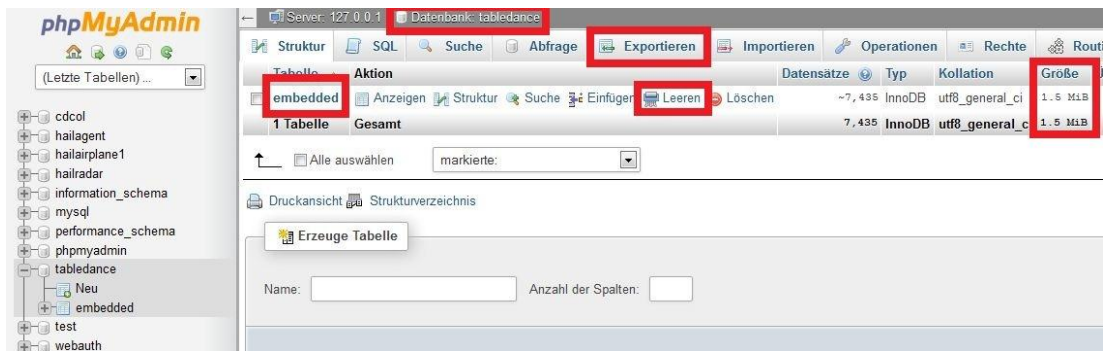 phpMyAdmin
(Letzte Tabellen) ...
cdcol
hailagent
hailairplane1
hailradar
information_schema
mysql
performance_schema
phpmyadmin
tabledance
Neu
embedded
test
webauth
Server: 127.0.0.1 Datenbank: tabledance
Struktur SQL Suche Abfrage Exportieren Importieren Operationen Rechte Routi
Tabelle Aktion Datensätze Typ Kollation Größe
embedded Anzeigen Struktur Suche Einfügen Leeren Löschen ~7,435 InnoDB utf8_general_ci 1.5 MiB
1 Tabelle Gesamt 7,435 InnoDB utf8_general_c 1.5 MiB
Alle auswählen markierte:
Druckansicht Strukturverzeichnis
Erzeuge Tabelle
Name: Anzahl der Spalten: